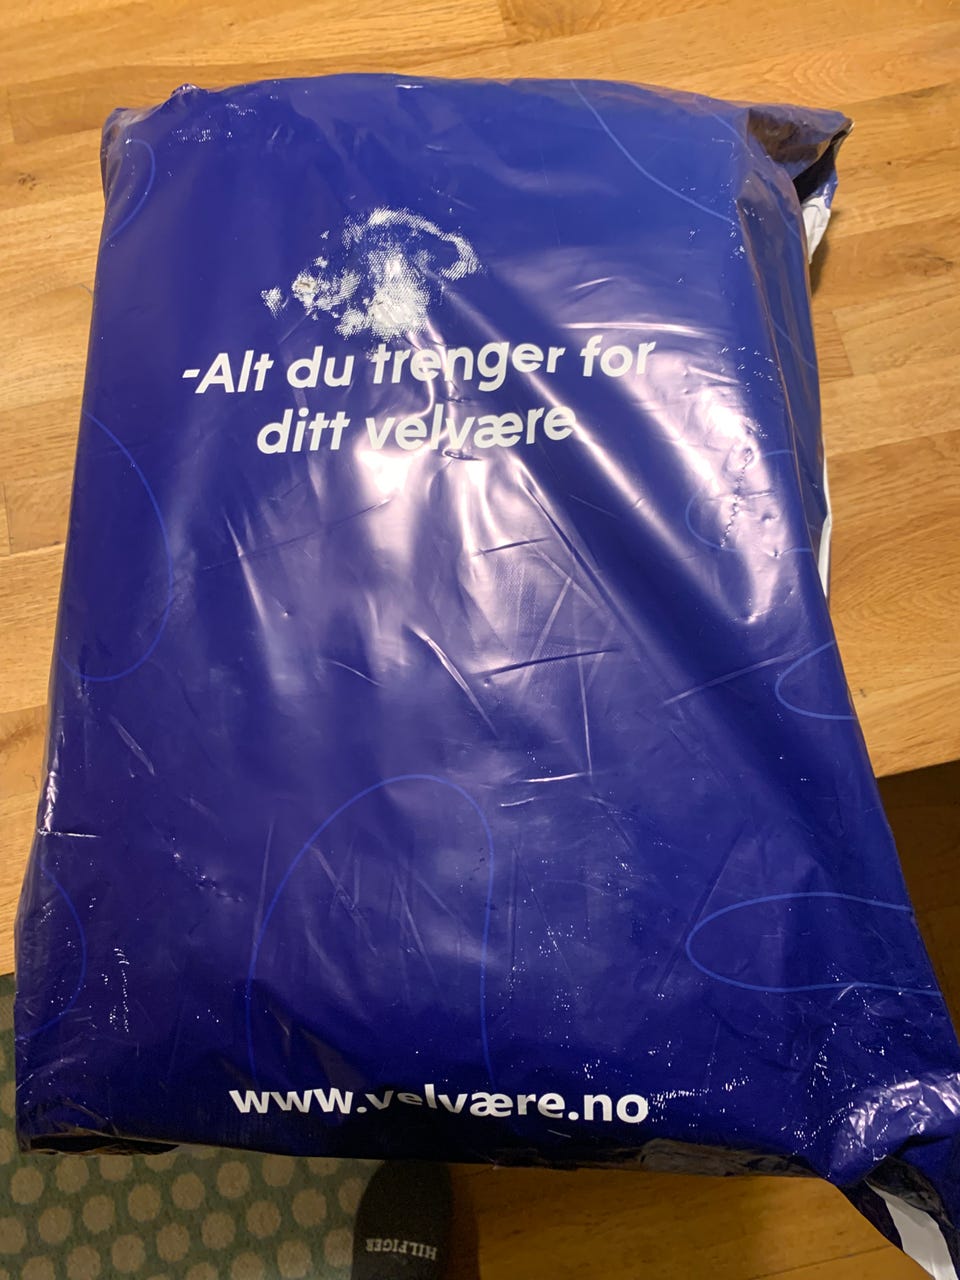 -Alt du trenger for
ditt velvære
www.velvære.no
HILFIGER